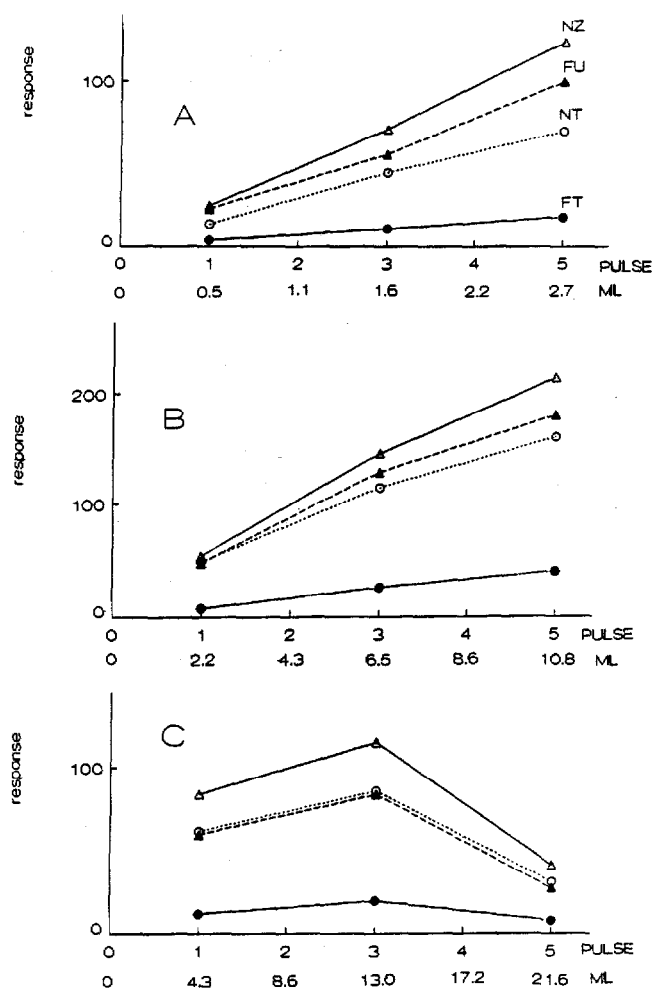 response
100
0
A
NZ
FU
NT
FT
0 1 2 3 4 5 PULSE
0 0.5 1.1 1.6 2.2 2.7 ML
response
200
100
0
B
0 1 2 3 4 5 PULSE
0 2.2 4.3 6.5 8.6 10.8 ML
response
100
0
C
0 1 2 3 4 5 PULSE
0 4.3 8.6 13.0 17.2 21.6 ML